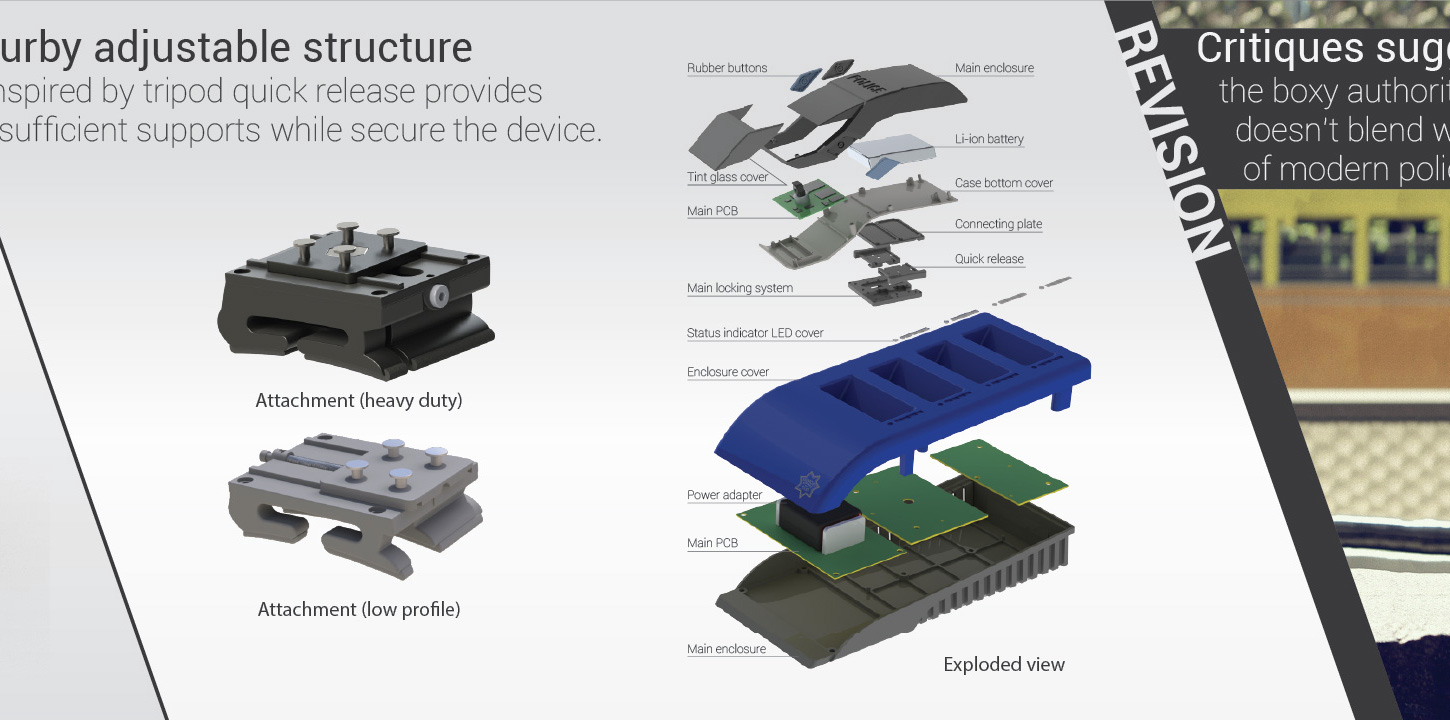 urby adjustable structure
nspired by tripod quick release provides
sufficient supports while secure the device.
Attachment (heavy duty)
Attachment (low profile)
Rubber buttons
Main enclosure
POLICE
Li-ion battery
Tint glass cover
Case bottom cover
Main PCB
Connecting plate
Quick release
Main locking system
Status indicator LED cover
Enclosure cover
Power adapter
Main PCB
Main enclosure
Exploded view
REVISION
Critiques sugg
the boxy authorit
doesn't blend w
of modern polic